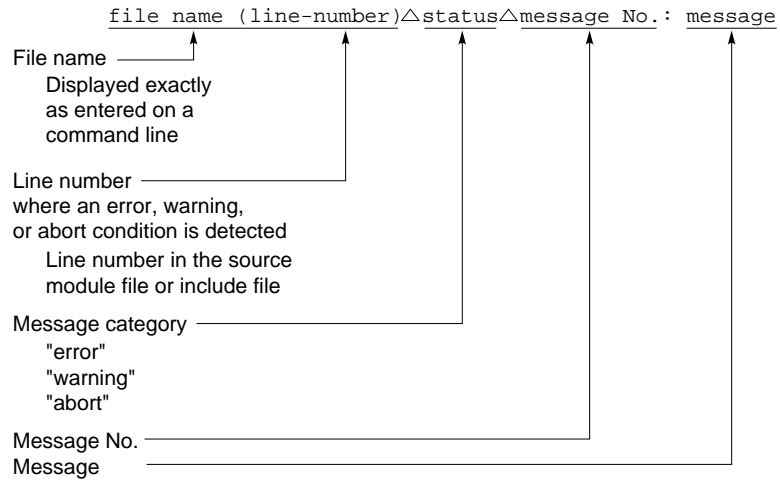 file name (line-number)△status△message No.: message
File name
Displayed exactly
as entered on a
command line
Line number
where an error, warning,
or abort condition is detected
Line number in the source
module file or include file
Message category
"error"
"warning"
"abort"
Message No.
Message